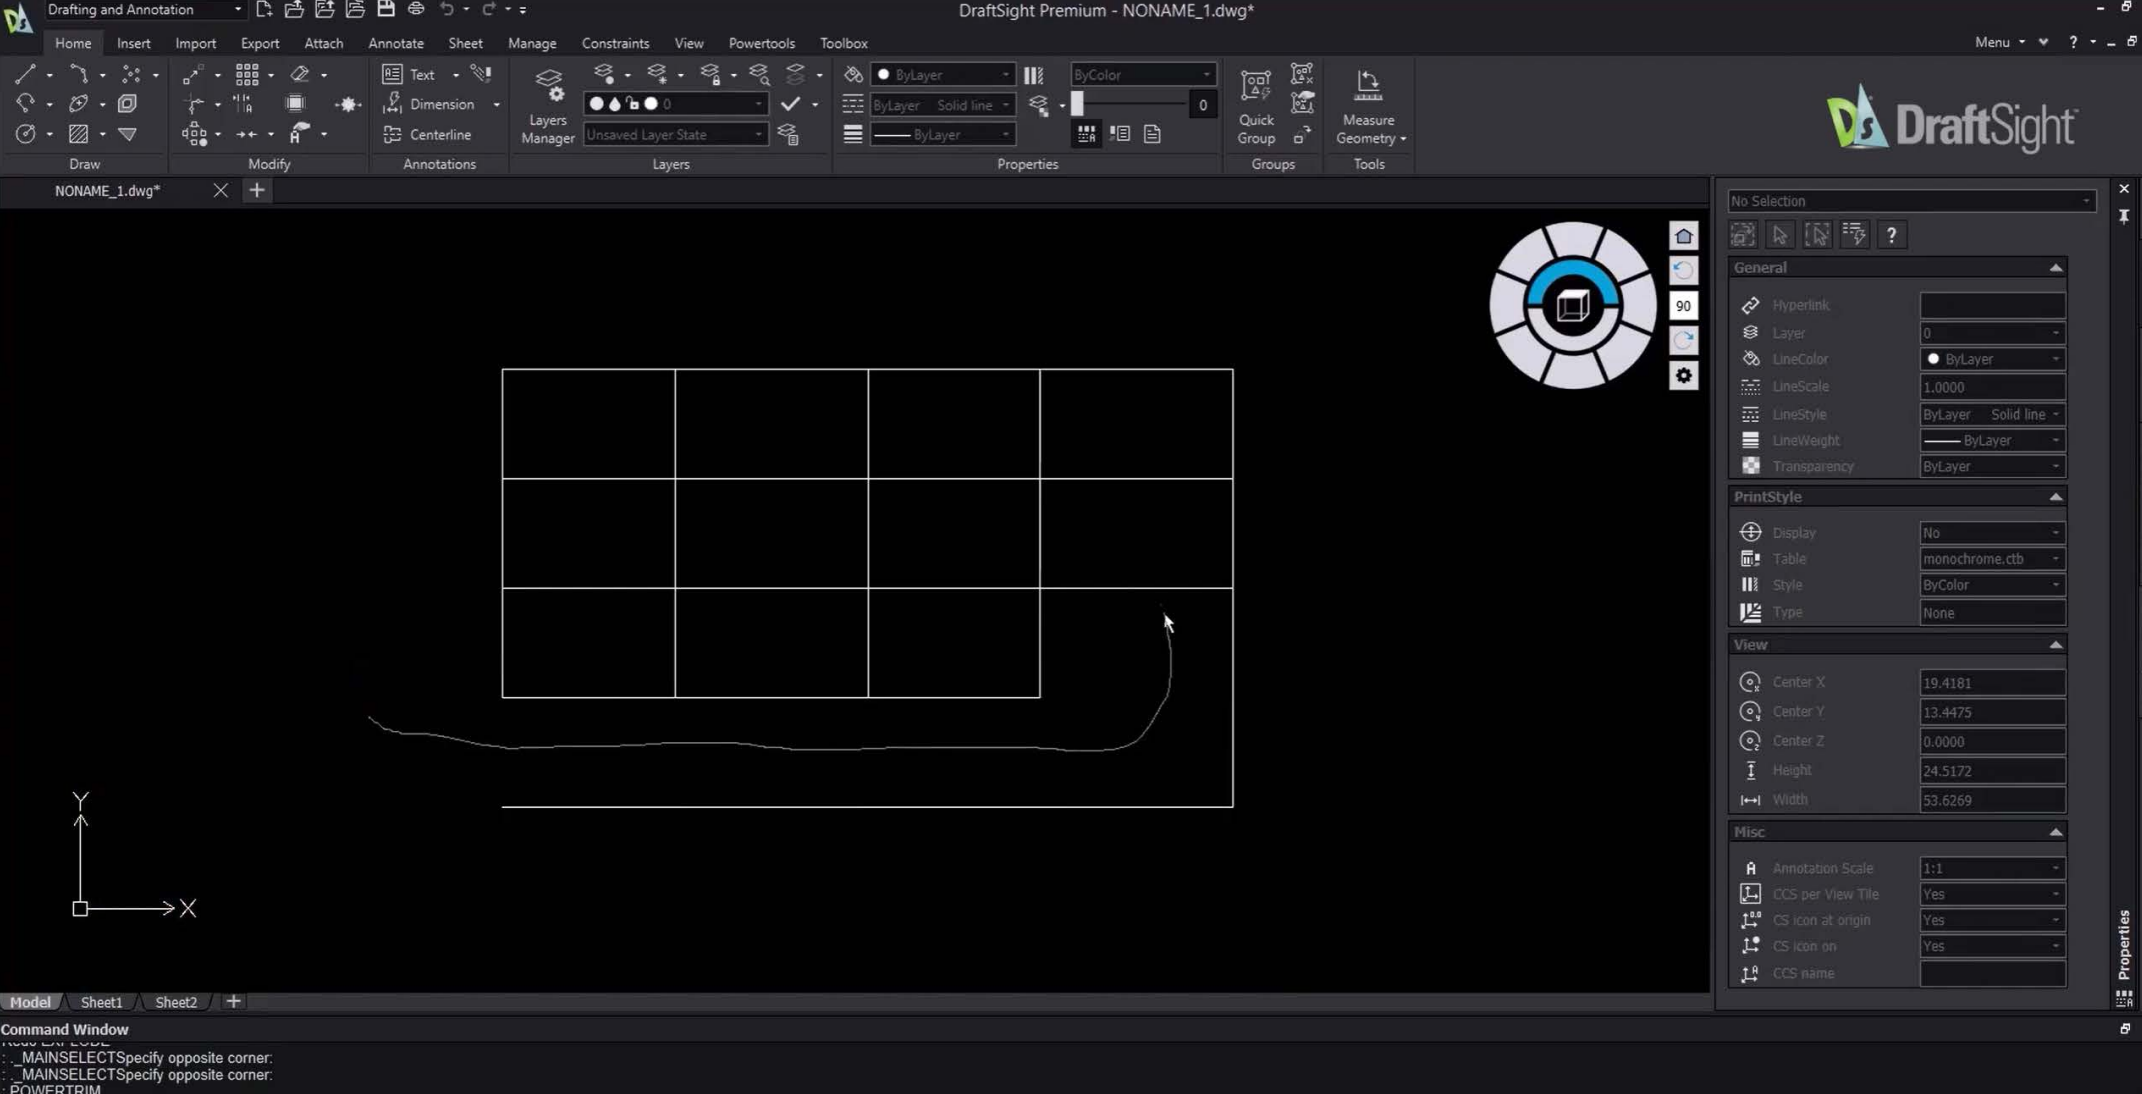 Drafting and Annotation
DraftSight Premium - NONAME_1.dwg*
Home Insert Import Export Attach Annotate Sheet Manage Constraints View Powertools Toolbox
Menu ?
Text
Dimension
Centerline
Layers Manager
0
Unsaved Layer State
ByLayer
ByLayer Solid line
ByLayer
ByColor
0
Quick Group
Measure Geometry
DS DraftSight
Draw Modify Annotations Layers Properties Groups Tools
NONAME_1.dwg*
90
No Selection
?
General
Hyperlink
Layer 0
LineColor ByLayer
LineScale 1.0000
LineStyle ByLayer Solid line
LineWeight ByLayer
Transparency ByLayer
PrintStyle
Display No
Table monochrome.ctb
Style ByColor
Type None
View
Center X 19.4181
Center Y 13.4475
Center Z 0.0000
Height 24.5172
Width 53.6269
Misc
Annotation Scale 1:1
CCS per View Tile Yes
CS icon at origin Yes
CS icon on Yes
CCS name
Properties
Y
X
Model Sheet1 Sheet2
Command Window
Redo EXPLODE
: ._MAINSELECTSpecify opposite corner:
: ._MAINSELECTSpecify opposite corner:
: POWERTRIM